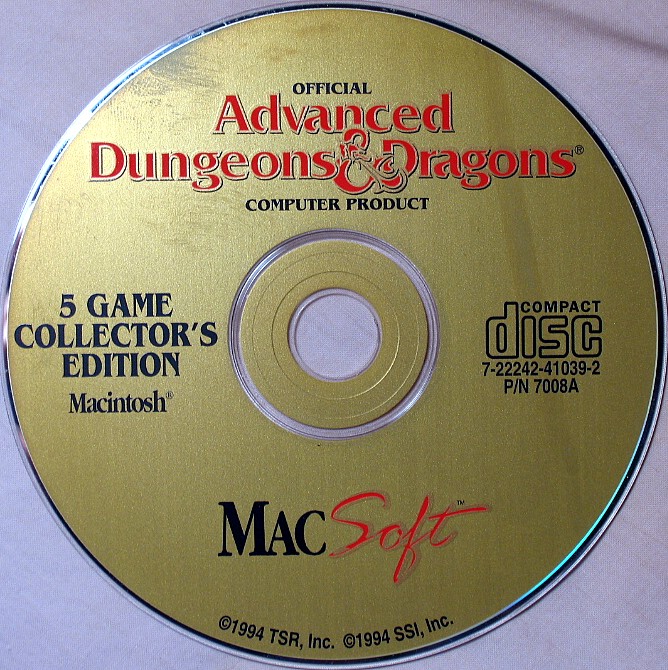 OFFICIAL
Advanced
Dungeons & Dragons®
COMPUTER PRODUCT
5 GAME
COLLECTOR'S
EDITION
Macintosh®
COMPACT
disc
7-22242-41039-2
P/N 7008A
MACSoft™
©1994 TSR, Inc. ©1994 SSI, Inc.